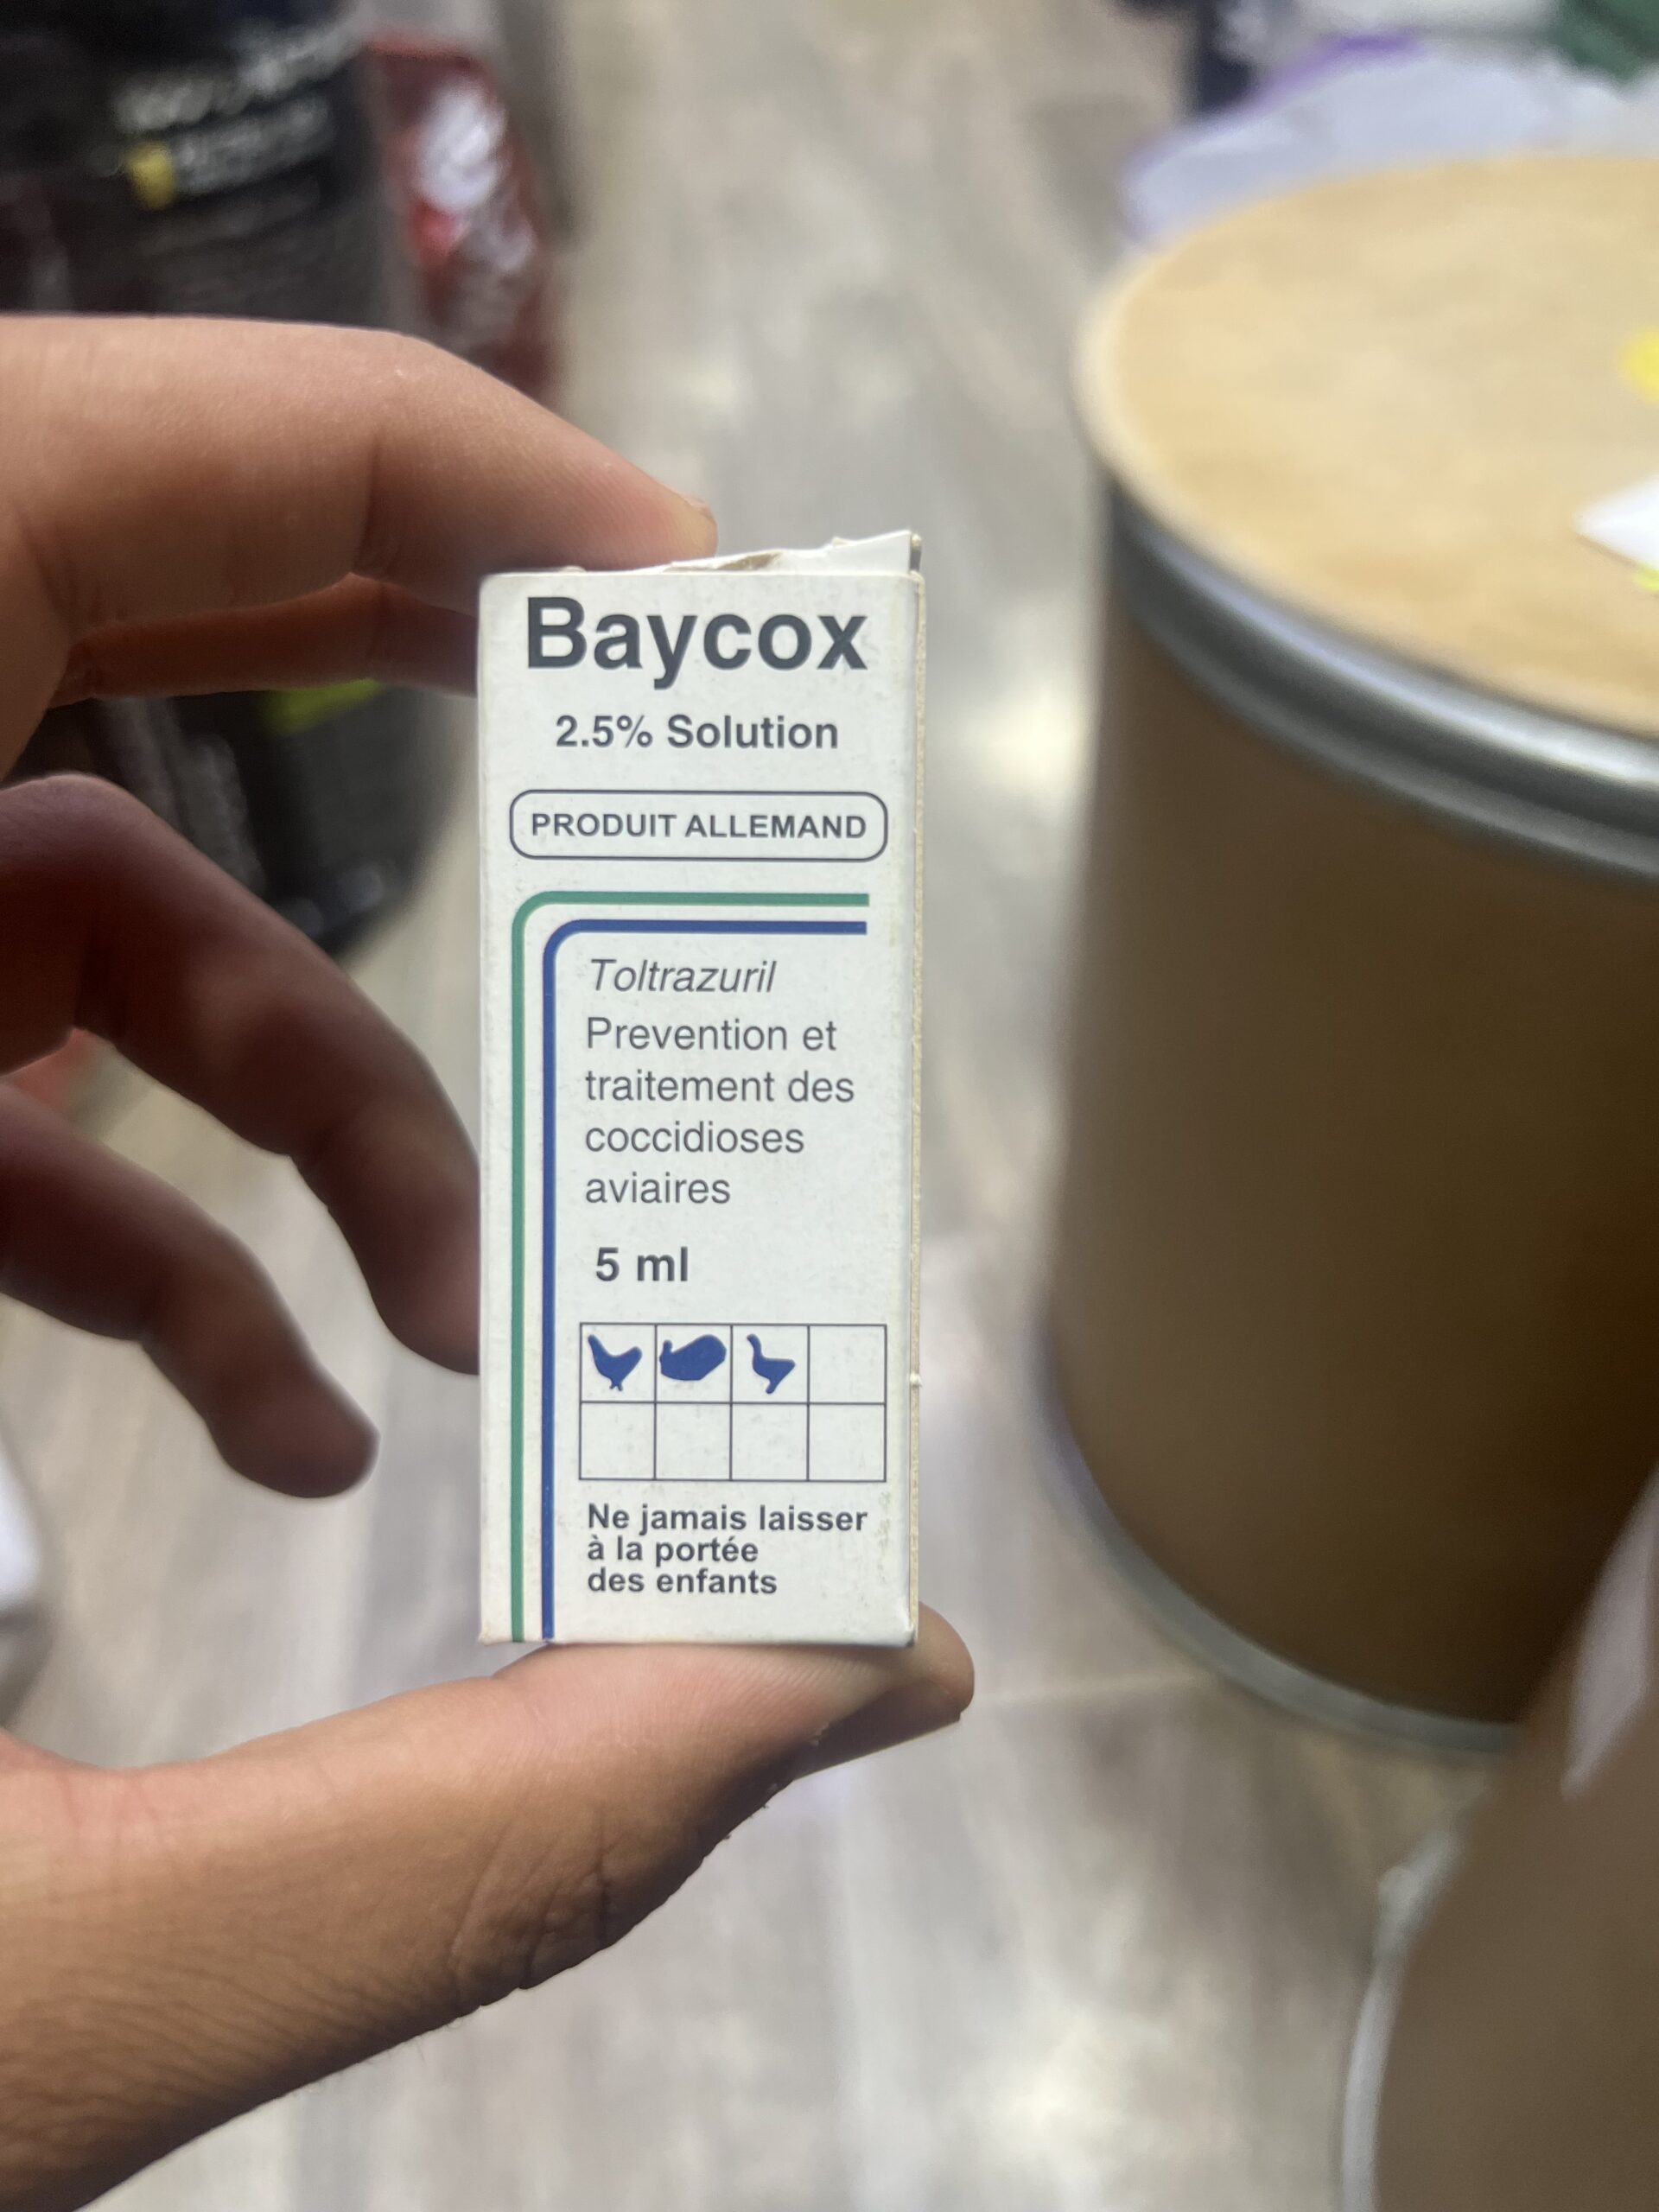 Baycox
2.5% Solution
PRODUIT ALLEMAND
Toltrazuril
Prevention et
traitement des
coccidioses
aviaires
5 ml
Ne jamais laisser
à la portée
des enfants